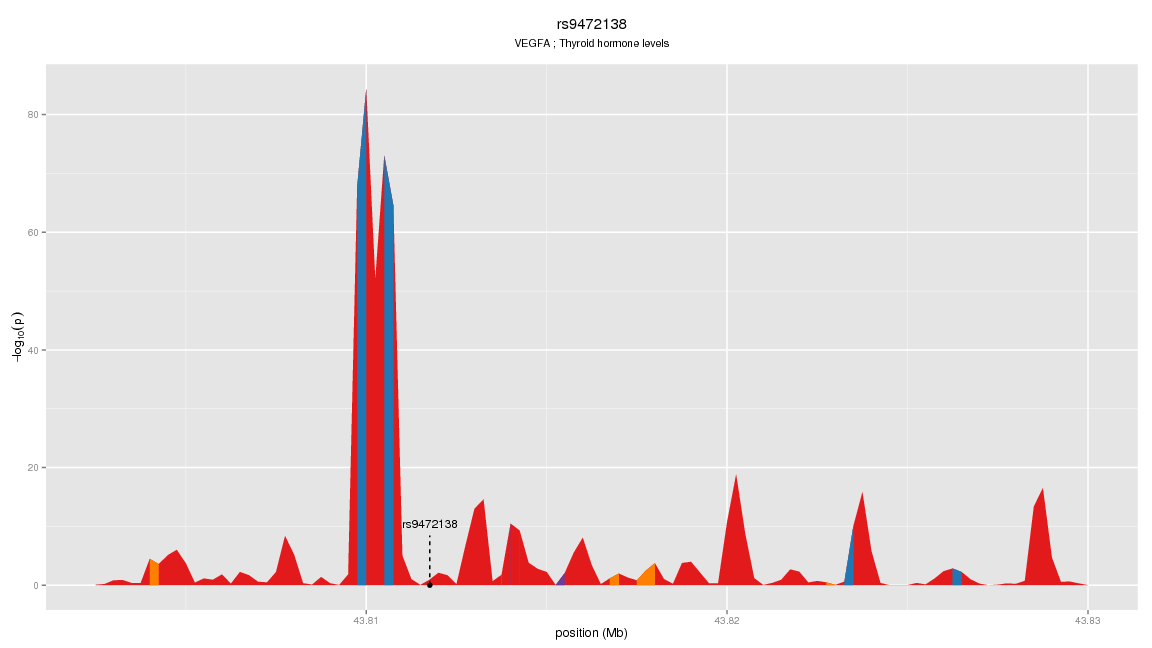 rs9472138
VEGFA ; Thyroid hormone levels
80
60
40
20
0
−log10(p)
rs9472138
43.81
43.82
43.83
position (Mb)